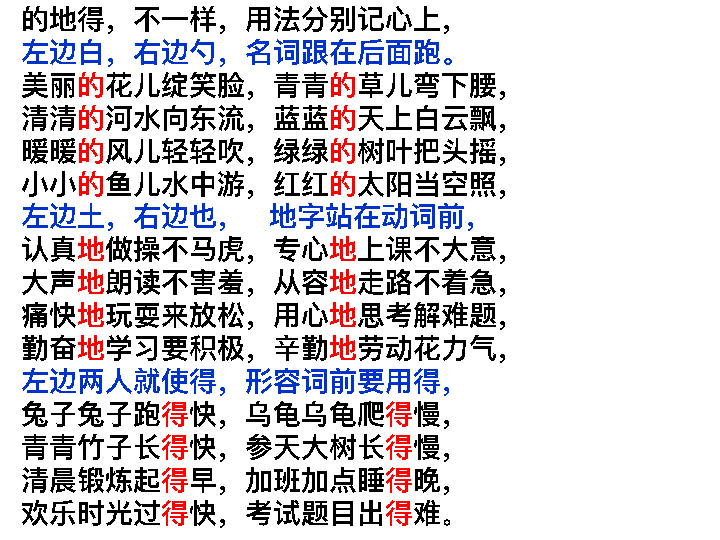 的地得，不一样，用法分别记心上，
左边白，右边勺，名词跟在后面跑。
美丽的花儿绽笑脸，青青的草儿弯下腰，
清清的河水向东流，蓝蓝的天上白云飘，
暖暖的风儿轻轻吹，绿绿的树叶把头摇，
小小的鱼儿水中游，红红的太阳当空照，
左边土，右边也， 地字站在动词前，
认真地做操不马虎，专心地上课不大意，
大声地朗读不害羞，从容地走路不着急，
痛快地玩耍来放松，用心地思考解难题，
勤奋地学习要积极，辛勤地劳动花力气，
左边两人就使得，形容词前要用得，
兔子兔子跑得快，乌龟乌龟爬得慢，
青青竹子长得快，参天大树长得慢，
清晨锻炼起得早，加班加点睡得晚，
欢乐时光过得快，考试题目出得难。